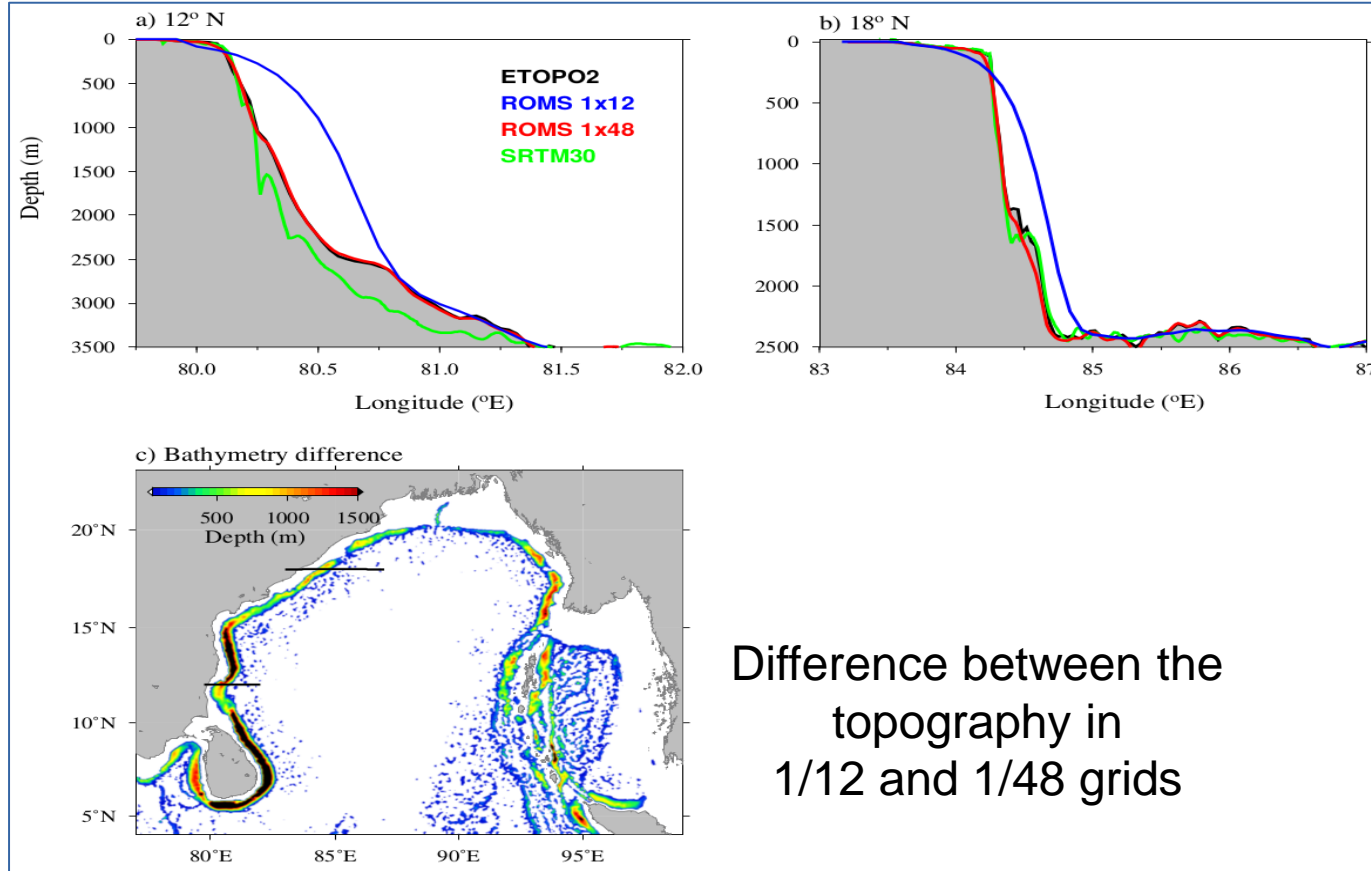 a) 12° N
0
500
1000
1500
2000
2500
3000
3500
Depth (m)
ETOPO2
ROMS 1x12
ROMS 1x48
SRTM30
80.0 80.5 81.0 81.5 82.0
Longitude (°E)
b) 18° N
0
500
1000
1500
2000
2500
83 84 85 86 87
Longitude (°E)
c) Bathymetry difference
500 1000 1500
Depth (m)
20°N
15°N
10°N
5°N
80°E 85°E 90°E 95°E
Difference between the
topography in
1/12 and 1/48 grids